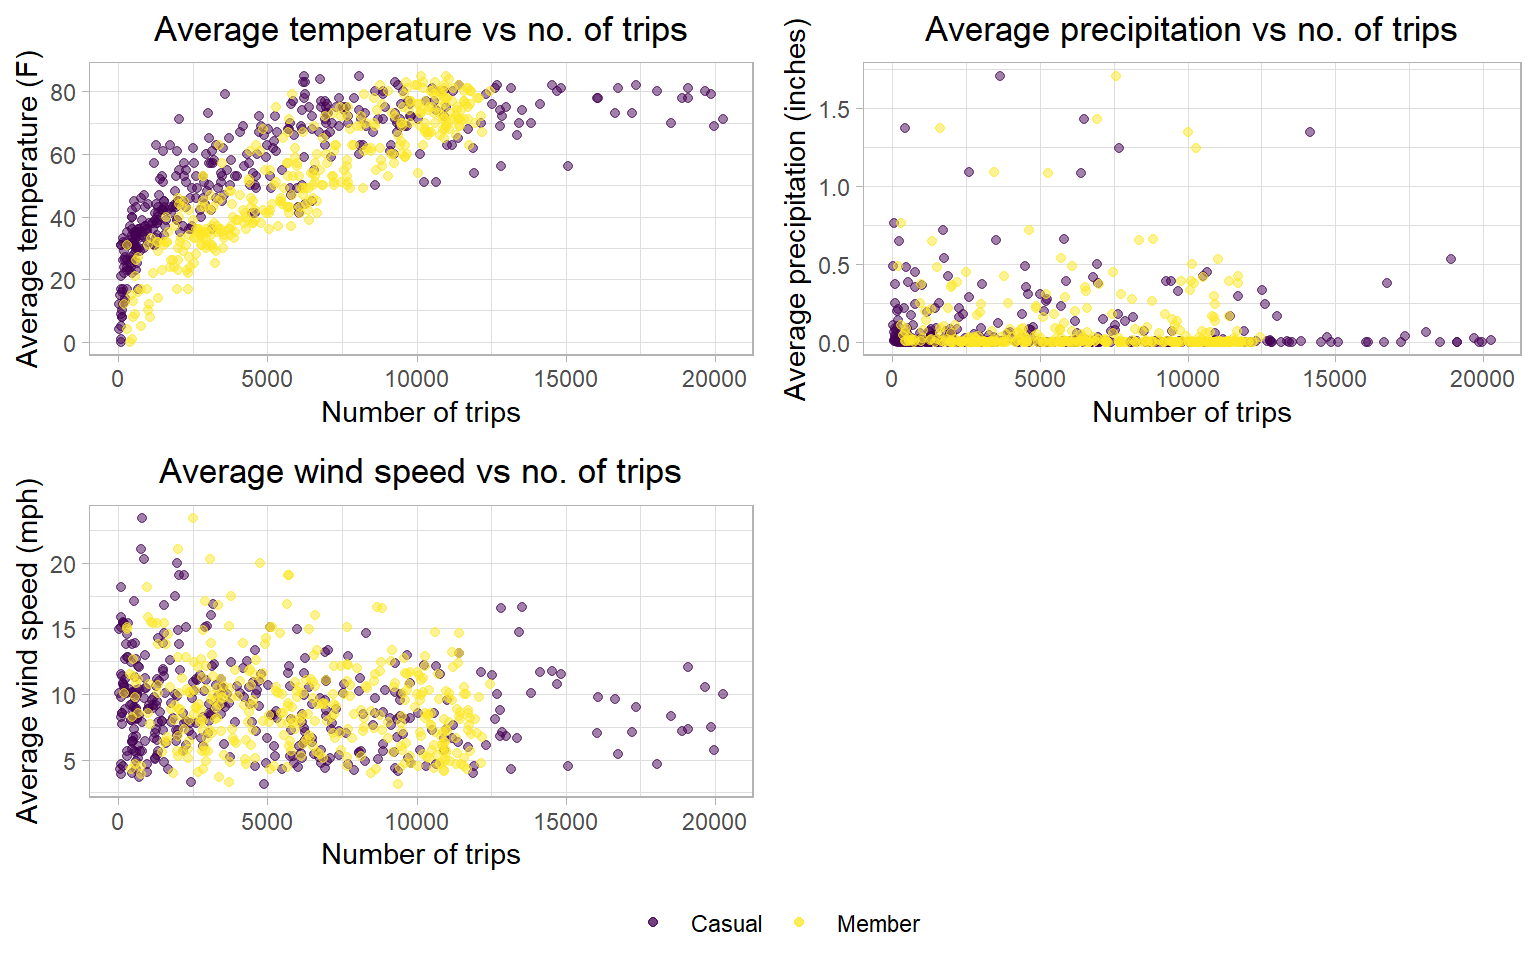 Average temperature vs no. of trips
Average temperature (F)
80
60
40
20
0
0 5000 10000 15000 20000
Number of trips
Average precipitation vs no. of trips
Average precipitation (inches)
1.5
1.0
0.5
0.0
0 5000 10000 15000 20000
Number of trips
Average wind speed vs no. of trips
Average wind speed (mph)
20
15
10
5
0 5000 10000 15000 20000
Number of trips
Casual Member